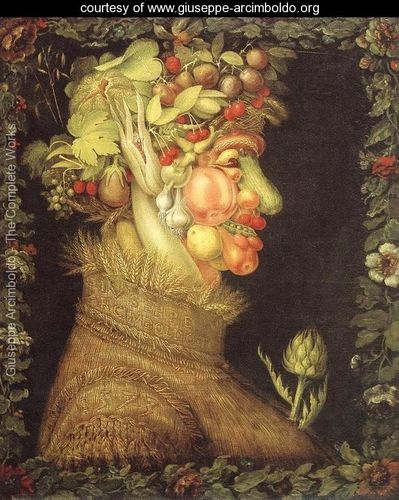 courtesy of www.giuseppe-arcimboldo.org
Giuseppe Arcimboldo - The Complete Works